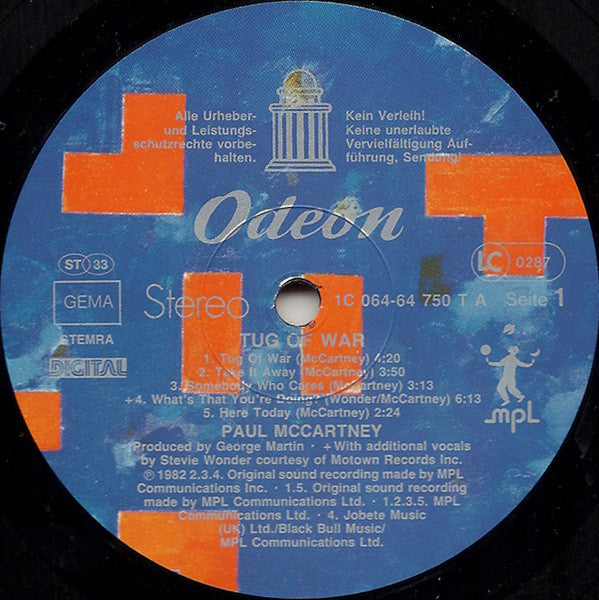 Alle Urheber-
und Leistungs-
schutzrechte vorbe-
halten.
Kein Verleih!
Keine unerlaubte
Vervielfältigung Auf-
führung, Sendung!
Odeon
ST 33
LC 0287
GEMA
Stereo
1C 064-64 750 T A Seite 1
STEMRA
DIGITAL
TUG OF WAR
1. Tug Of War (McCartney) 4:20
2. Take It Away (McCartney) 3:50
3. Somebody Who Cares (McCartney) 3:13
+4. What's That You're Doing? (Wonder/McCartney) 6:13
5. Here Today (McCartney) 2:24
mpl
PAUL MCCARTNEY
Produced by George Martin · +With additional vocals
by Stevie Wonder courtesy of Motown Records Inc.
℗ 1982 2.3.4. Original sound recording made by MPL
Communications Inc. · 1.5. Original sound recording
made by MPL Communications Ltd. · 1.2.3.5. MPL
Communications Ltd. · 4. Jobete Music
(UK) Ltd./Black Bull Music/
MPL Communications Ltd.